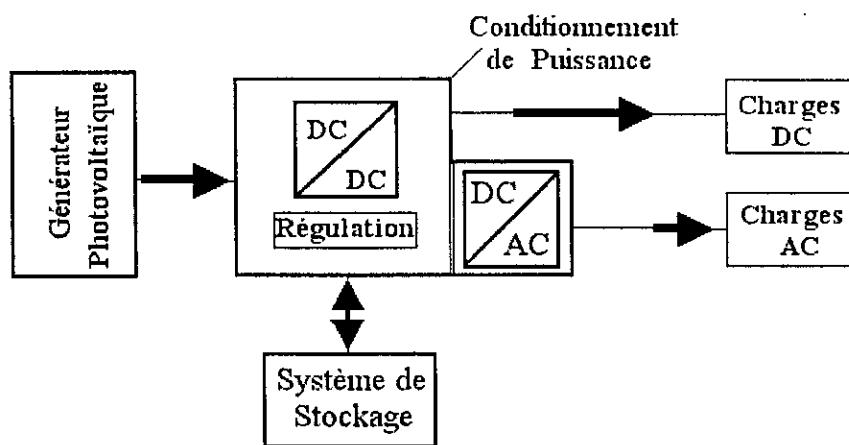 Conditionnement
de Puissance
Générateur
Photovoltaïque
DC
DC
Régulation
DC
AC
Charges
DC
Charges
AC
Système de
Stockage